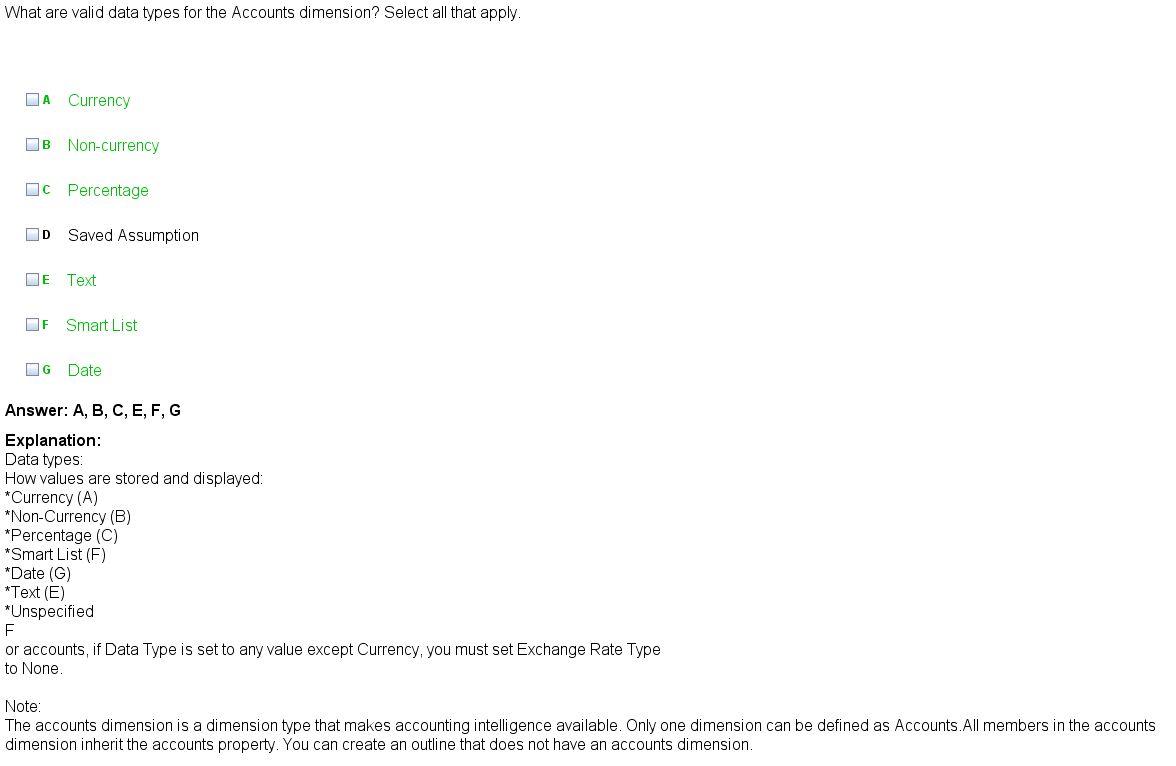 What are valid data types for the Accounts dimension? Select all that apply.
A Currency
B Non-currency
C Percentage
D Saved Assumption
E Text
F Smart List
G Date
Answer: A, B, C, E, F, G
Explanation:
Data types:
How values are stored and displayed:
*Currency (A)
*Non-Currency (B)
*Percentage (C)
*Smart List (F)
*Date (G)
*Text (E)
*Unspecified
F
or accounts, if Data Type is set to any value except Currency, you must set Exchange Rate Type
to None.
Note:
The accounts dimension is a dimension type that makes accounting intelligence available. Only one dimension can be defined as Accounts.All members in the accounts
dimension inherit the accounts property. You can create an outline that does not have an accounts dimension.